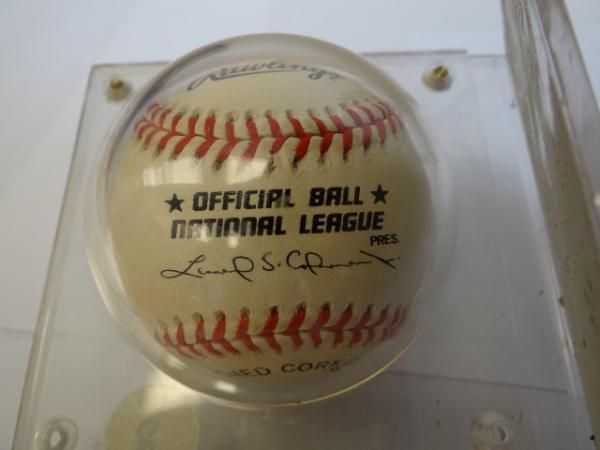 Rawlings
★ OFFICIAL BALL ★
NATIONAL LEAGUE
PRES.